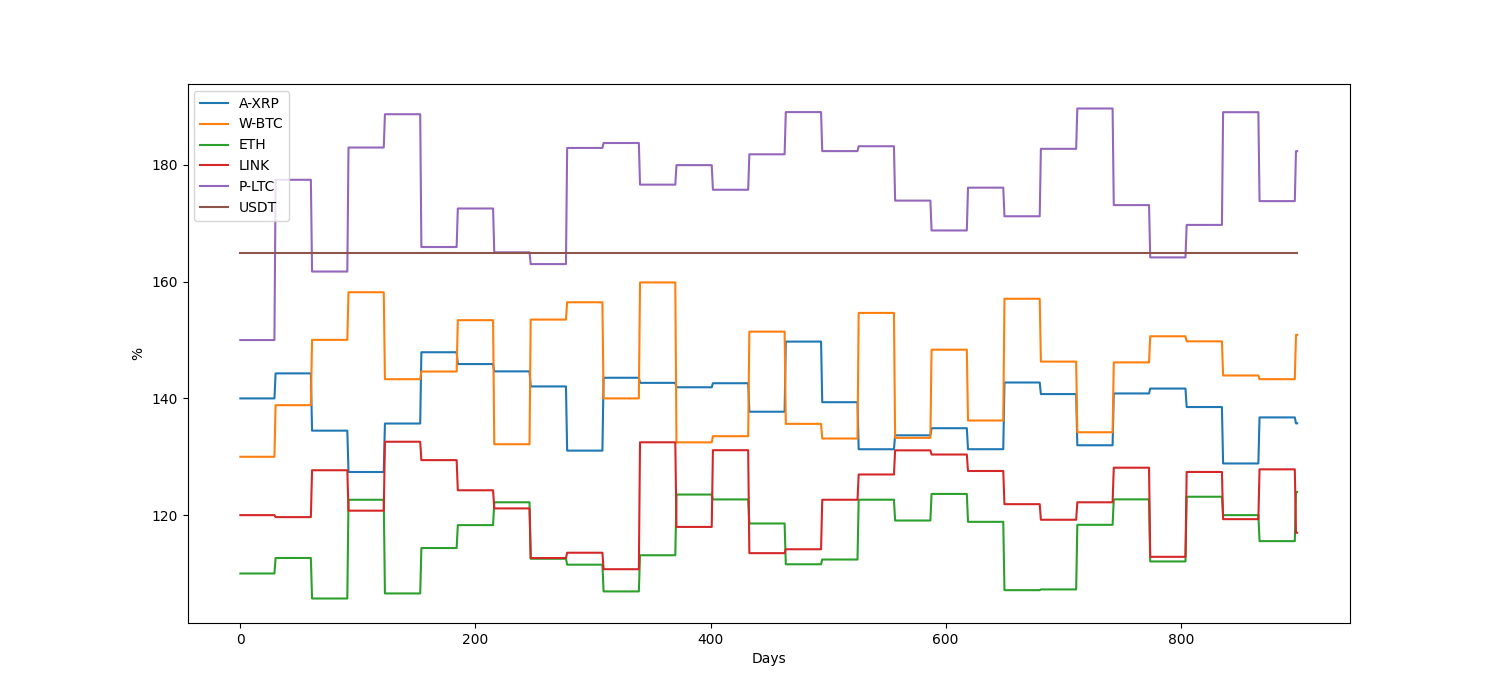 A-XRP
W-BTC
ETH
LINK
P-LTC
USDT
180
160
140
120
%
0 200 400 600 800
Days